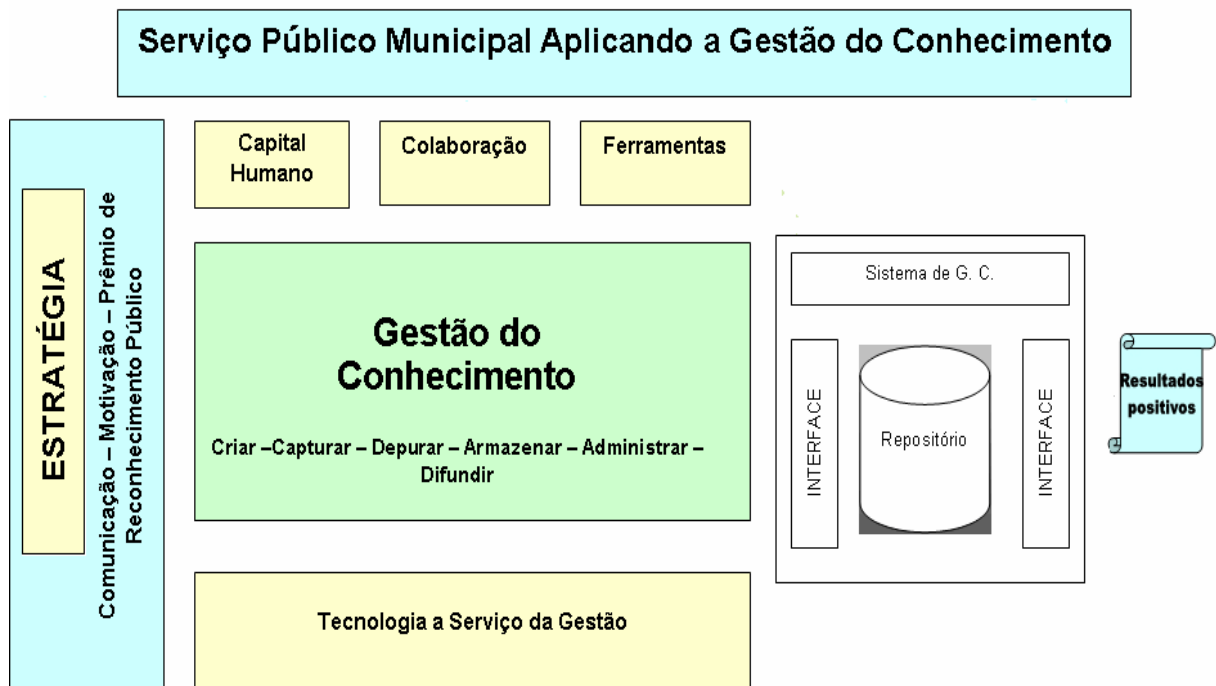 Serviço Público Municipal Aplicando a Gestão do Conhecimento
ESTRATÉGIA
Comunicação – Motivação – Prêmio de
Reconhecimento Público
Capital
Humano
Colaboração
Ferramentas
Gestão do
Conhecimento
Criar –Capturar – Depurar – Armazenar – Administrar –
Difundir
Tecnologia a Serviço da Gestão
Sistema de G. C.
INTERFACE
Repositório
INTERFACE
Resultados
positivos